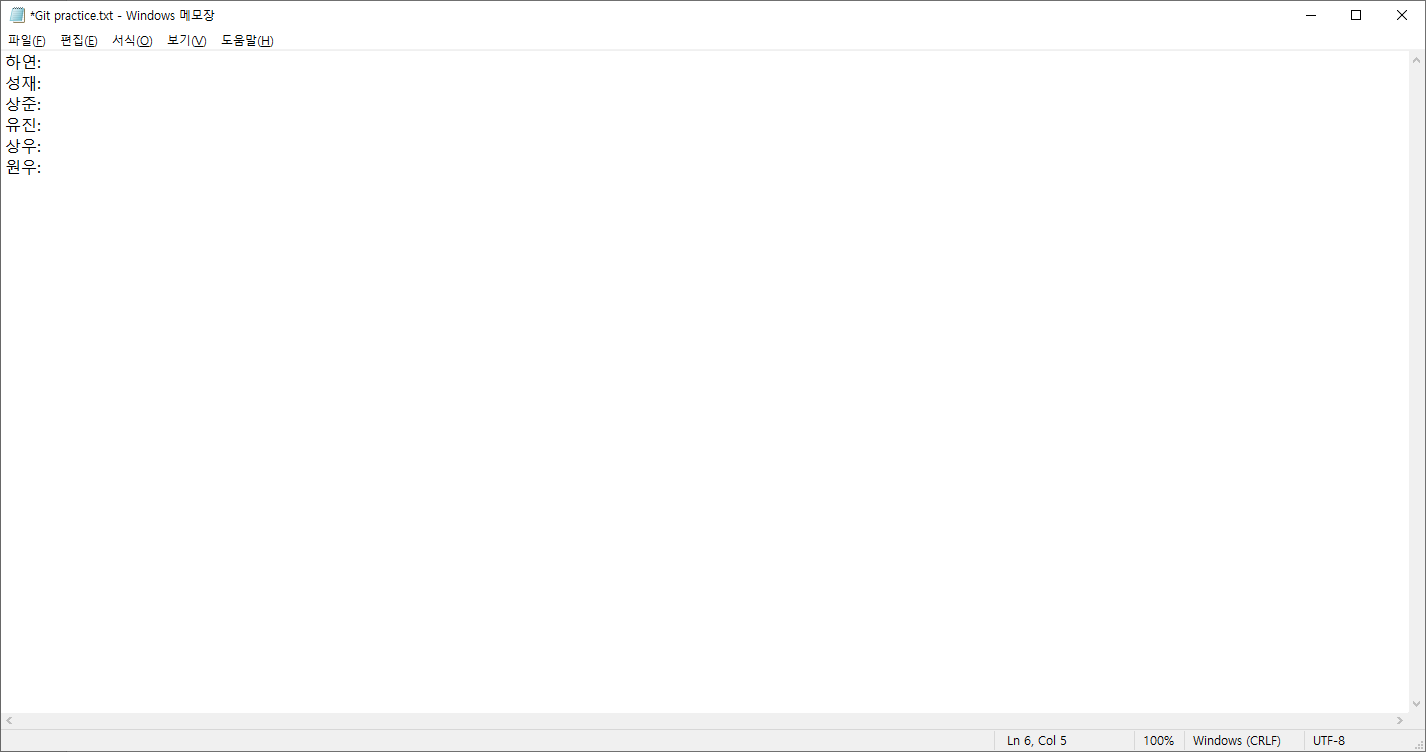 *Git practice.txt - Windows 메모장
파일(F) 편집(E) 서식(O) 보기(V) 도움말(H)
하연:
성재:
상준:
유진:
상우:
원우:
Ln 6, Col 5 100% Windows (CRLF) UTF-8